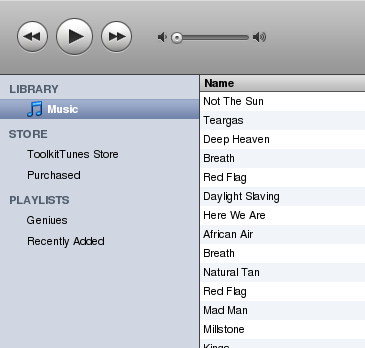 LIBRARY
Music
STORE
ToolkitTunes Store
Purchased
PLAYLISTS
Geniues
Recently Added
Name
Not The Sun
Teargas
Deep Heaven
Breath
Red Flag
Daylight Slaving
Here We Are
African Air
Breath
Natural Tan
Red Flag
Mad Man
Millstone
Kings